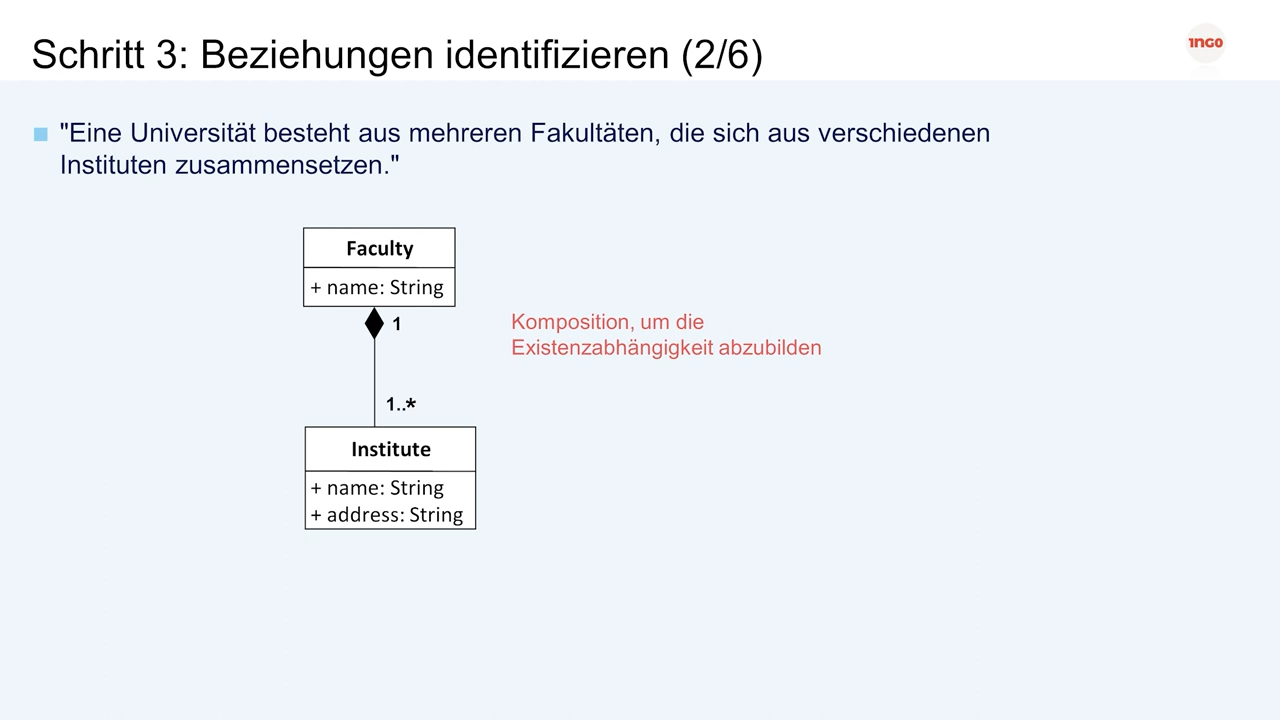 Schritt 3: Beziehungen identifizieren (2/6)
1NGO
"Eine Universität besteht aus mehreren Fakultäten, die sich aus verschiedenen
Instituten zusammensetzen."
Faculty
+ name: String
1
Komposition, um die
Existenzabhängigkeit abzubilden
1..*
Institute
+ name: String
+ address: String